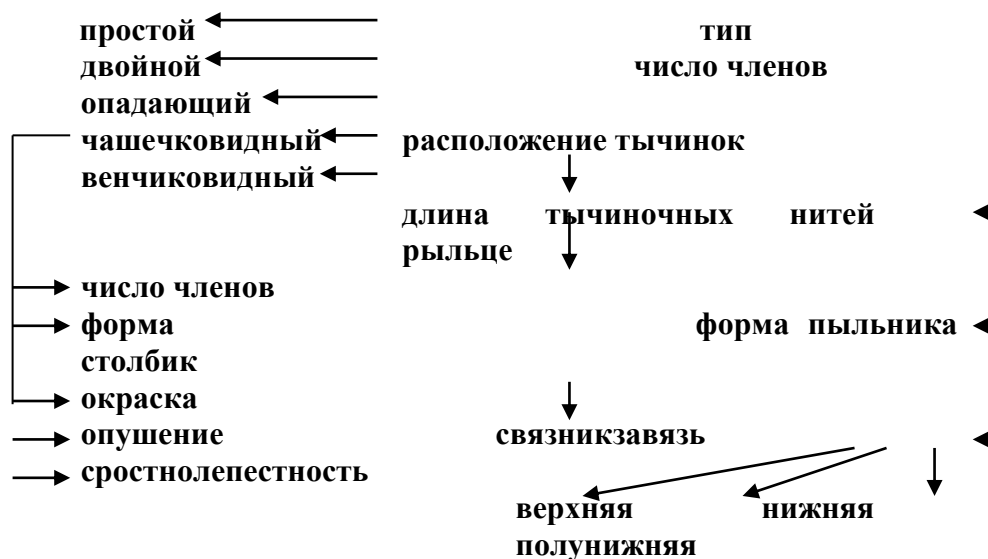 простой тип
двойной число членов
опадающий
чашечковидный расположение тычинок
венчиковидный
длина тычиночных нитей
рыльце
число членов
форма форма пыльника
столбик
окраска
опушение связникзавязь
сростнолепестность
верхняя нижняя
полунижняя